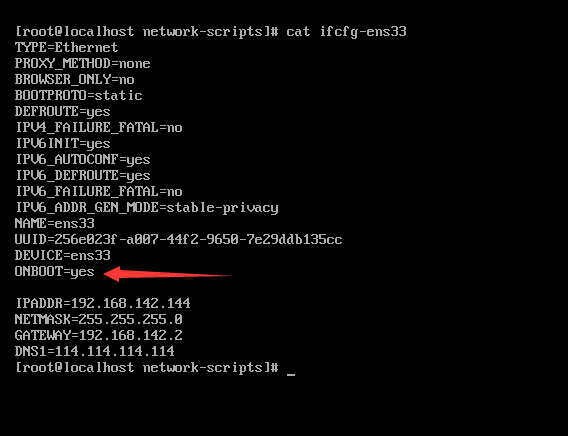 [root@localhost network-scripts]# cat ifcfg-ens33
TYPE=Ethernet
PROXY_METHOD=none
BROWSER_ONLY=no
BOOTPROTO=static
DEFROUTE=yes
IPV4_FAILURE_FATAL=no
IPV6INIT=yes
IPV6_AUTOCONF=yes
IPV6_DEFROUTE=yes
IPV6_FAILURE_FATAL=no
IPV6_ADDR_GEN_MODE=stable-privacy
NAME=ens33
UUID=256e023f-a007-44f2-9650-7e29ddb135cc
DEVICE=ens33
ONBOOT=yes
IPADDR=192.168.142.144
NETMASK=255.255.255.0
GATEWAY=192.168.142.2
DNS1=114.114.114.114
[root@localhost network-scripts]# _